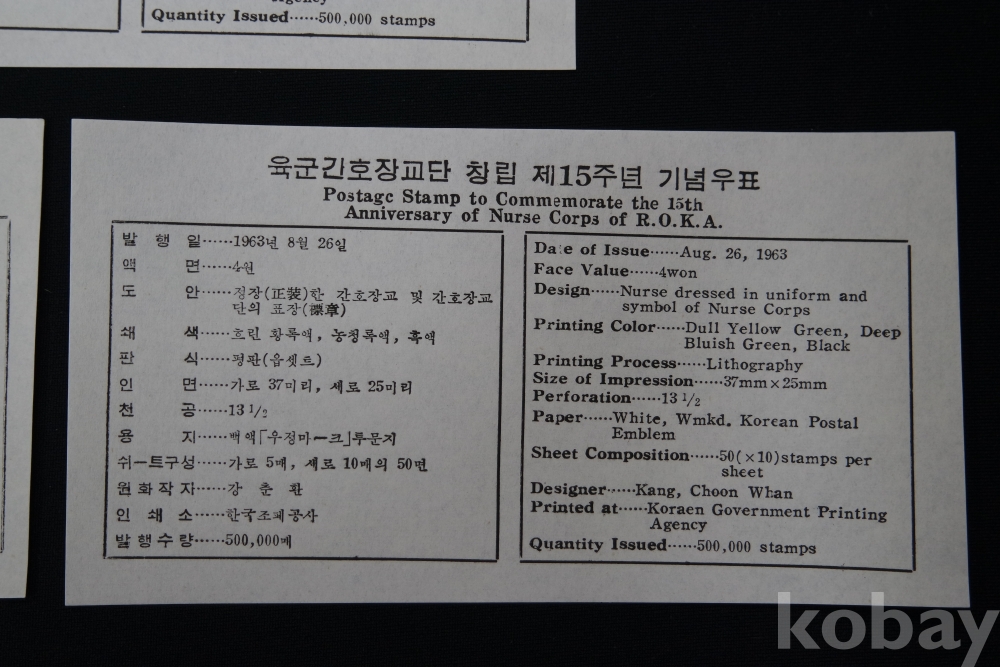 Agency
Quantity Issued……500,000 stamps
육군간호장교단 창립 제15주년 기념우표
Postage Stamp to Commemorate the 15th
Anniversary of Nurse Corps of R.O.K.A.
발 행 일……1963년 8월 26일
액 면……4원
도 안……정장(正装)한 간호장교 및 간호장교
단의 표장(標章)
쇄 색……흐린 황록액, 농청록액, 흑액
판 식……평판(옵셋트)
인 면……가로 37미리, 세로 25미리
천 공……13 1/2
용 지……백액「우정마ー크」투문지
쉬ー트구성……가로 5매, 세로 10매의 50면
원화작자……강 춘 환
인 쇄 소……한국조폐공사
발행수량……500,000매
Date of Issue……Aug. 26, 1963
Face Value……4won
Design……Nurse dressed in uniform and
symbol of Nurse Corps
Printing Color……Dull Yellow Green, Deep
Bluish Green, Black
Printing Process……Lithography
Size of Impression……37mm×25mm
Perforation……13 1/2
Paper……White, Wmkd. Korean Postal
Emblem
Sheet Composition……50(×10)stamps per
sheet
Designer……Kang, Choon Whan
Printed at……Koraen Government Printing
Agency
Quantity Issued……500,000 stamps
kobay